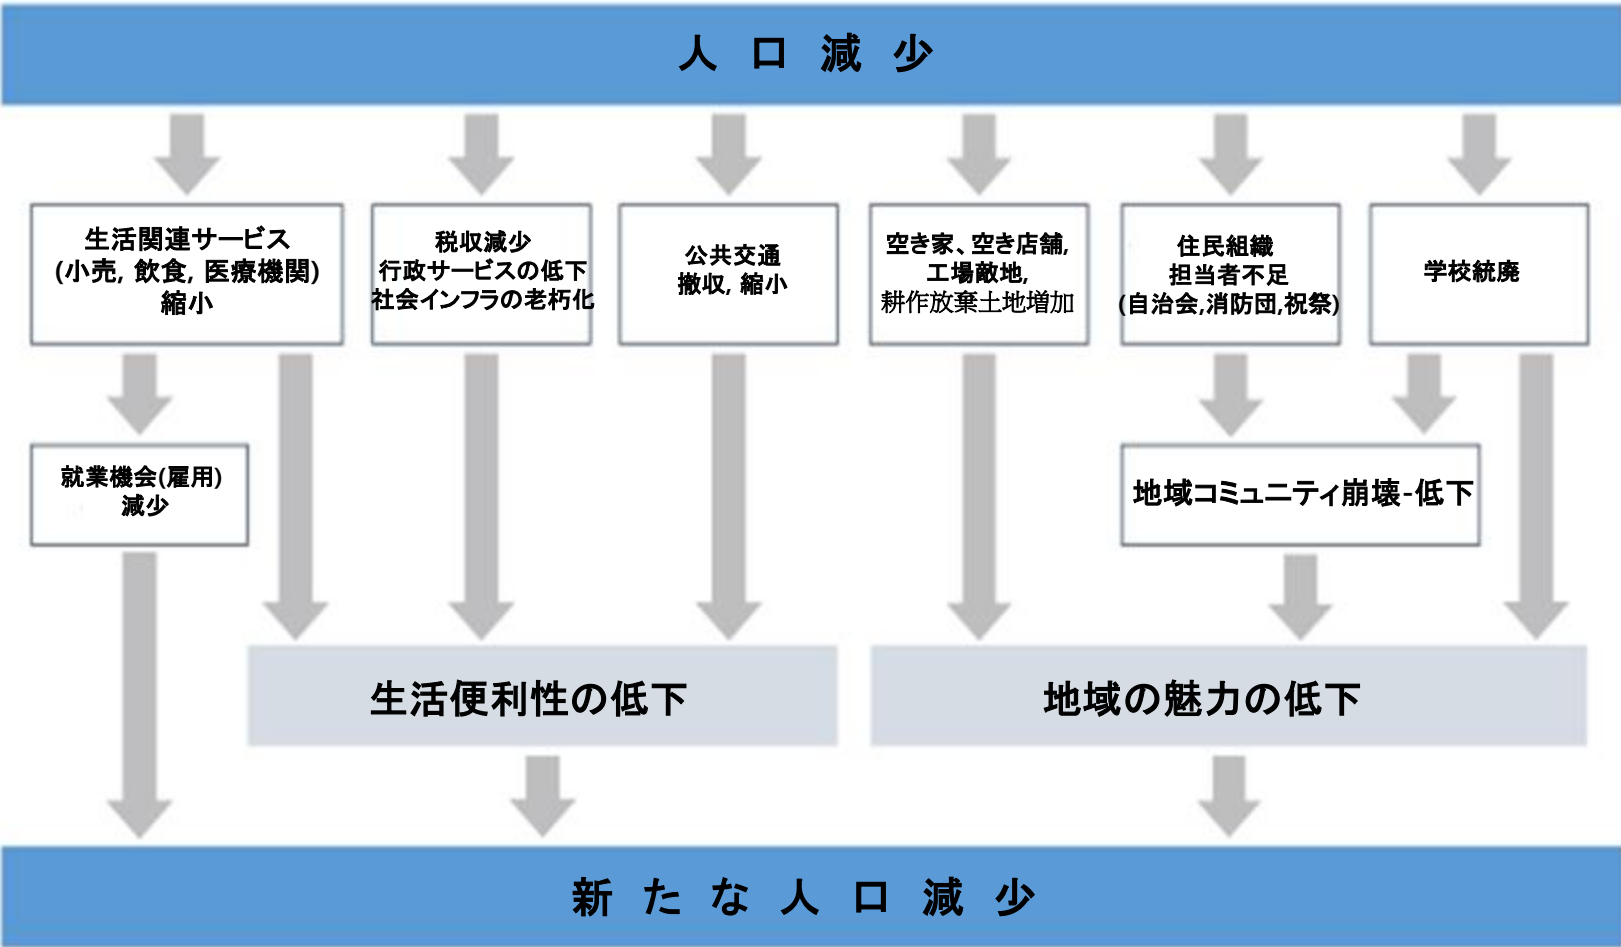 人口減少
生活関連サービス
(小売, 飲食, 医療機関)
縮小
税収減少
行政サービスの低下
社会インフラの老朽化
公共交通
撤収, 縮小
空き家、空き店舗,
工場敵地,
耕作放棄土地増加
住民組織
担当者不足
(自治会,消防団,祝祭)
学校統廃
就業機会(雇用)
減少
地域コミュニティ崩壊-低下
生活便利性の低下
地域の魅力の低下
新たな人口減少